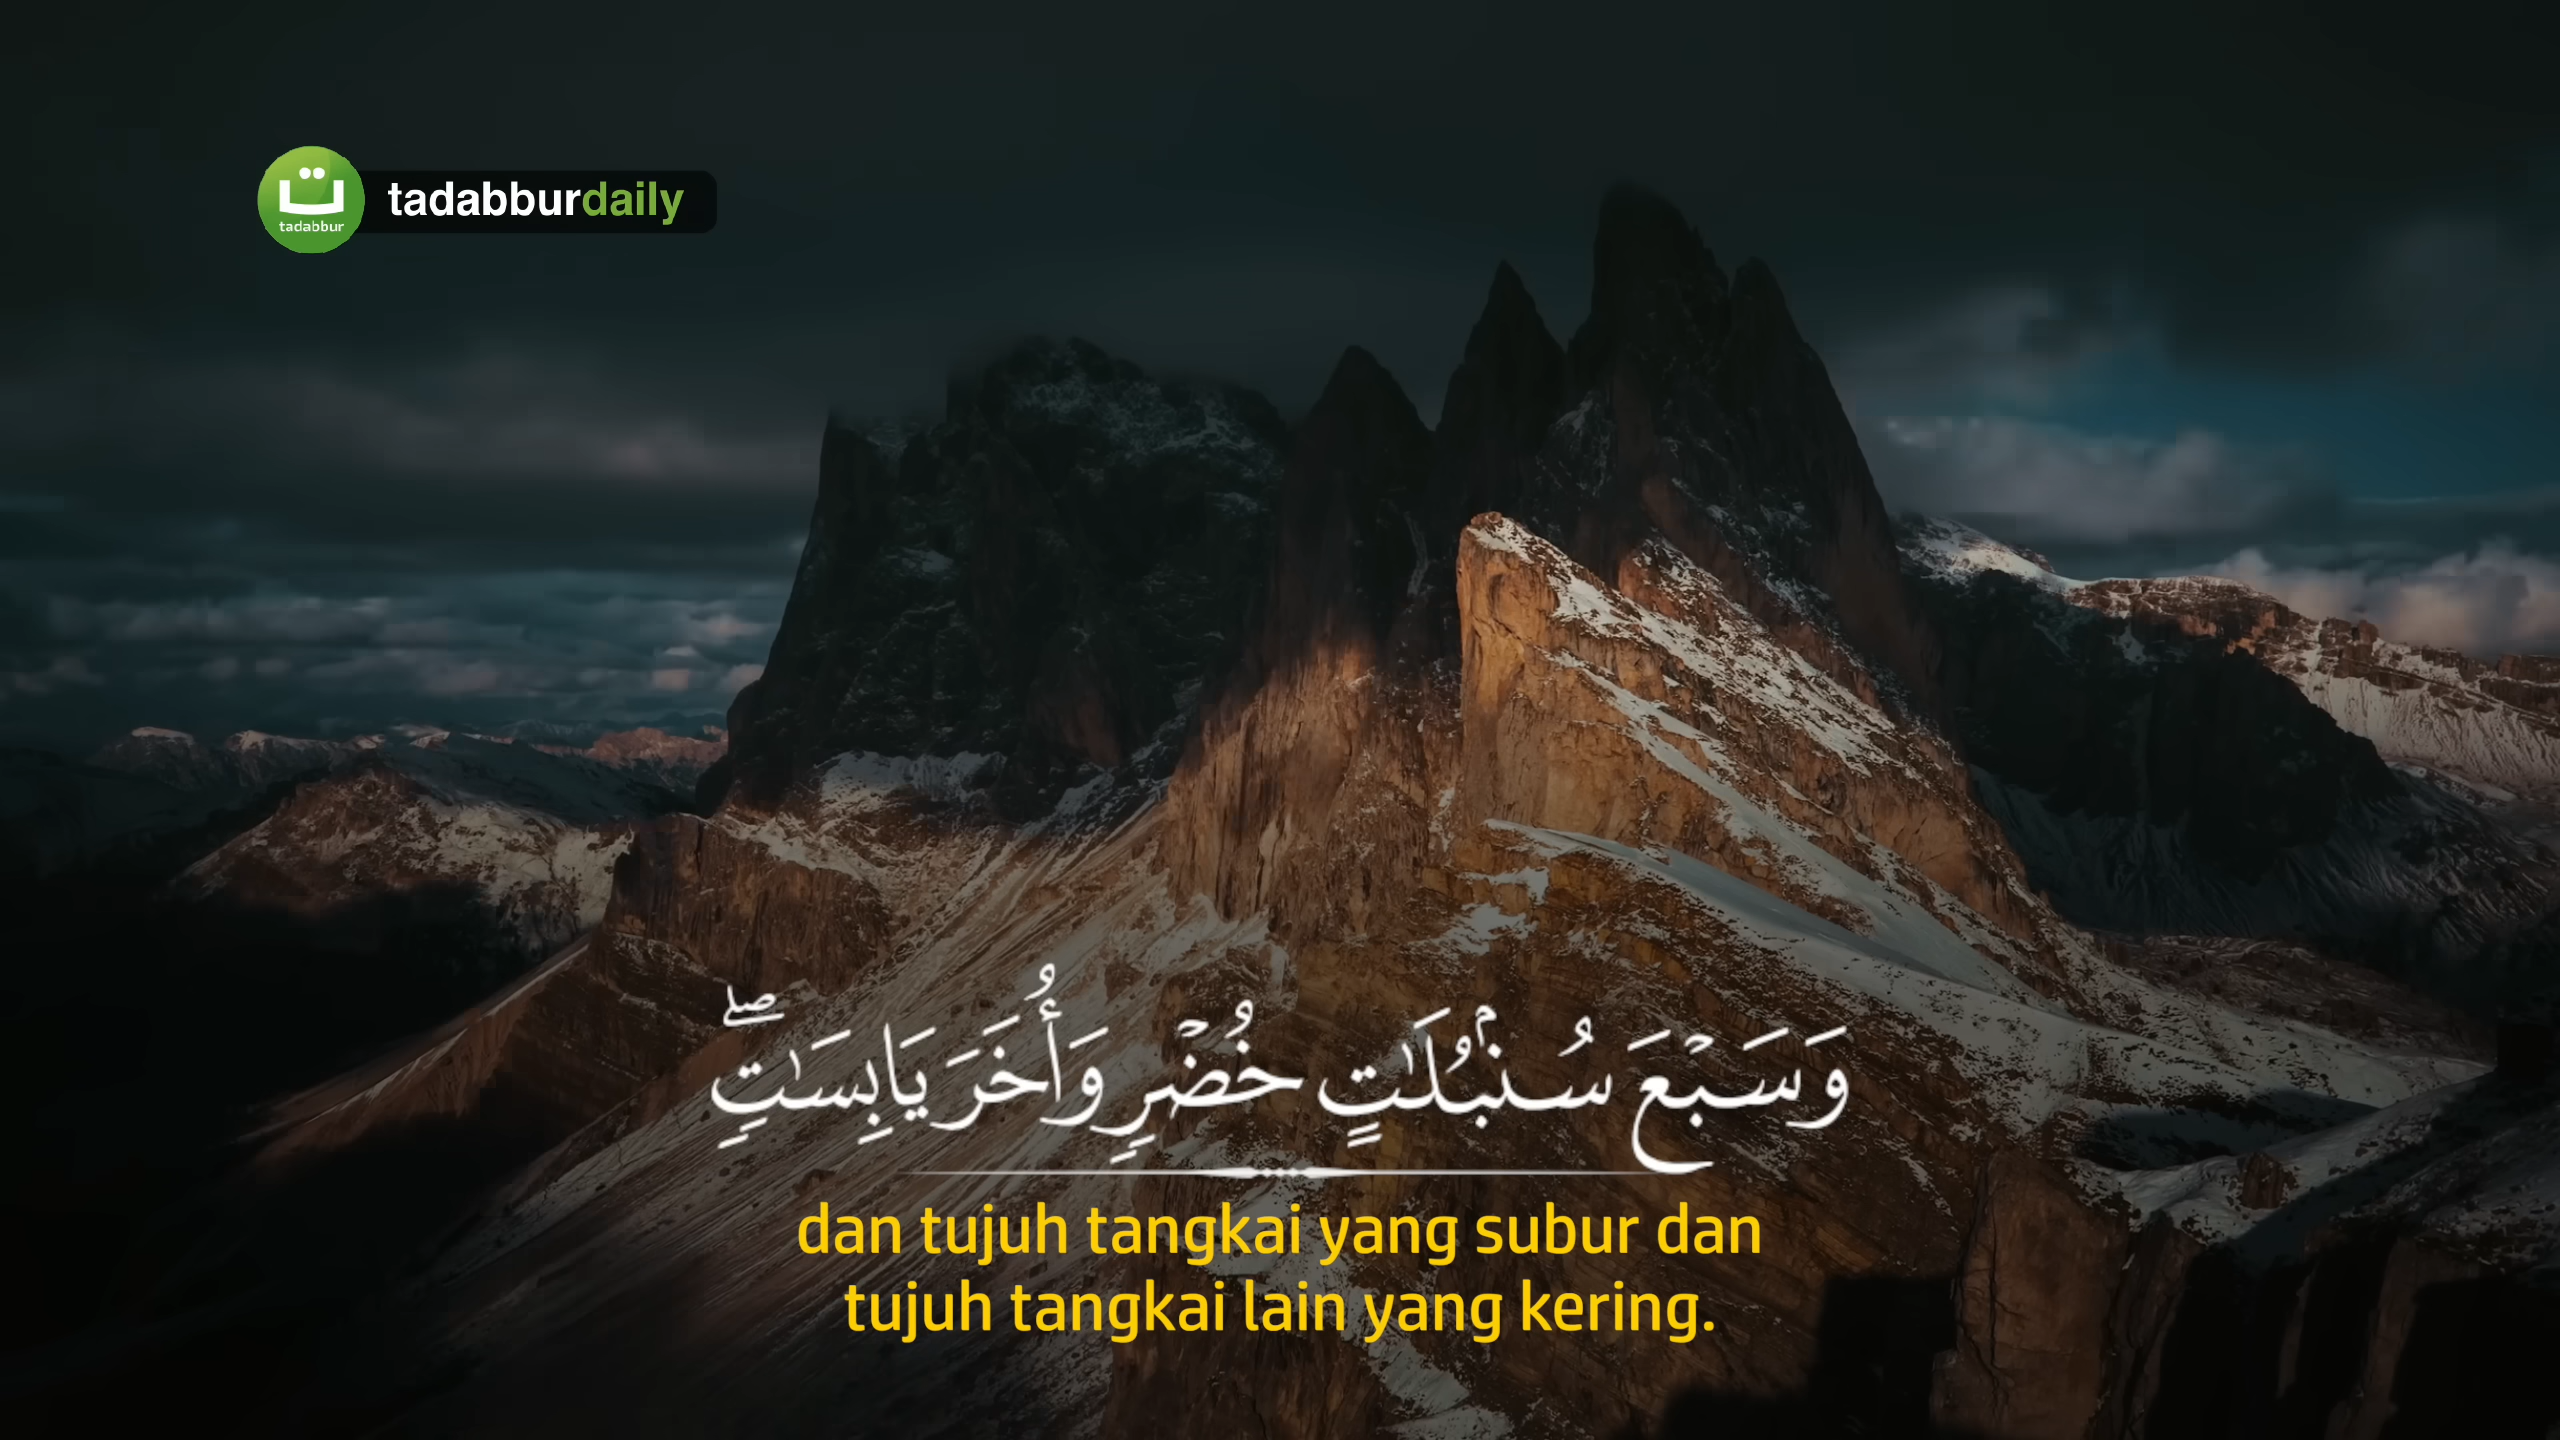 tadabbur
tadabburdaily
وَسَبْعَ سُنۢبُلَٰتٍ خُضْرٍ وَأُخَرَ يَابِسَٰتٍۖ
dan tujuh tangkai yang subur dan
tujuh tangkai lain yang kering.